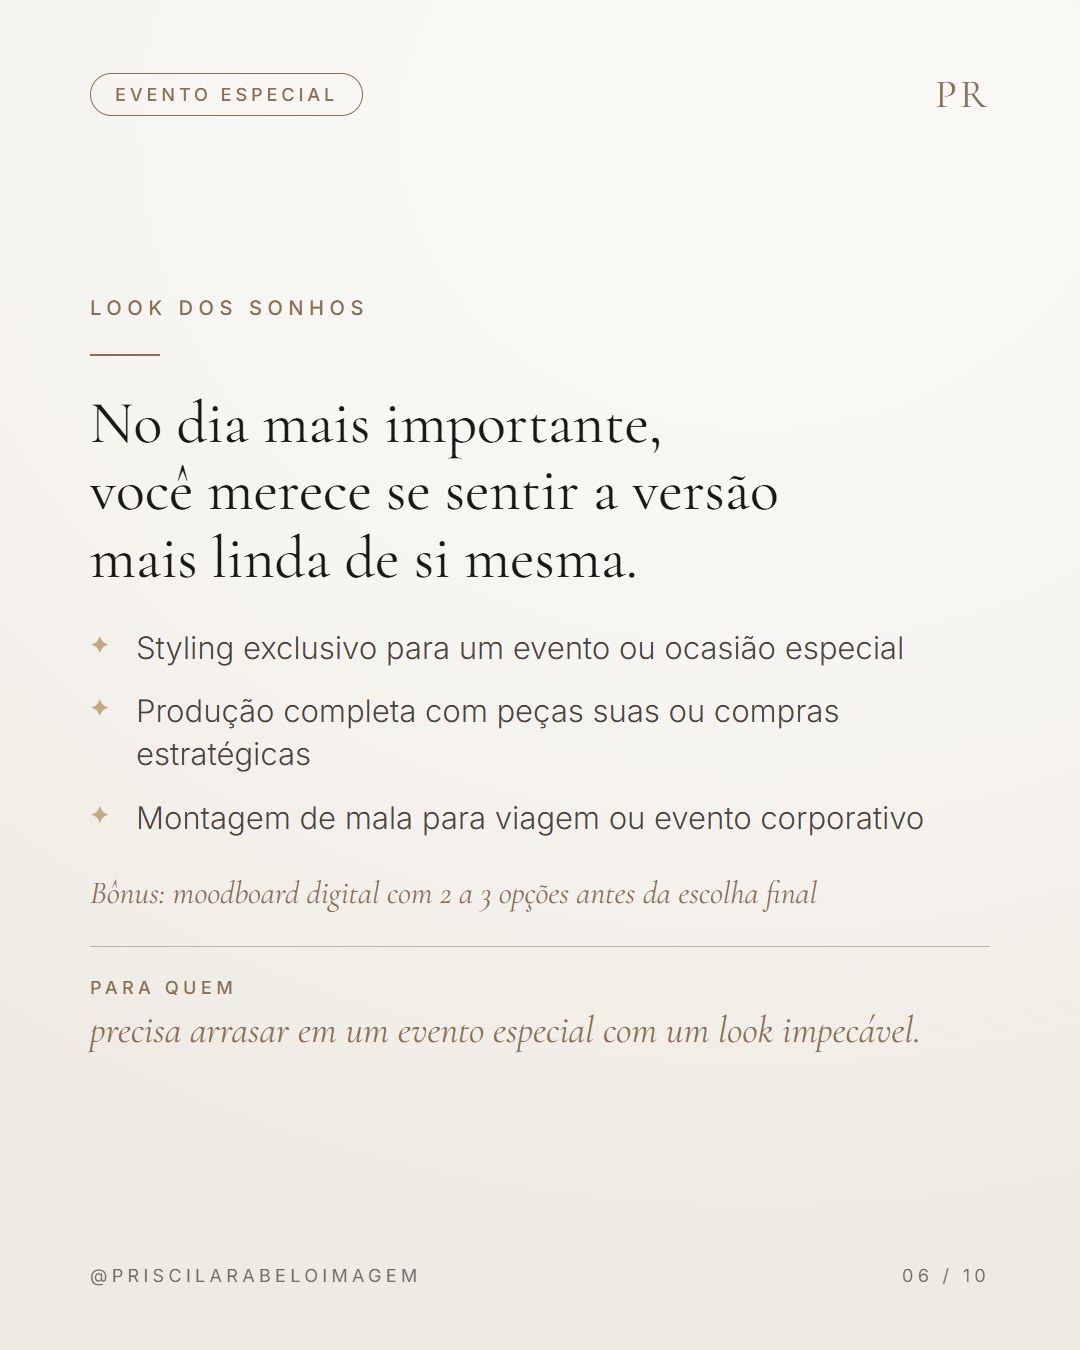 EVENTO ESPECIAL
PR
LOOK DOS SONHOS
No dia mais importante,
você merece se sentir a versão
mais linda de si mesma.
Styling exclusivo para um evento ou ocasião especial
Produção completa com peças suas ou compras
estratégicas
Montagem de mala para viagem ou evento corporativo
Bônus: moodboard digital com 2 a 3 opções antes da escolha final
PARA QUEM
precisa arrasar em um evento especial com um look impecável.
@PRISCILARABELOIMAGEM
06 / 10